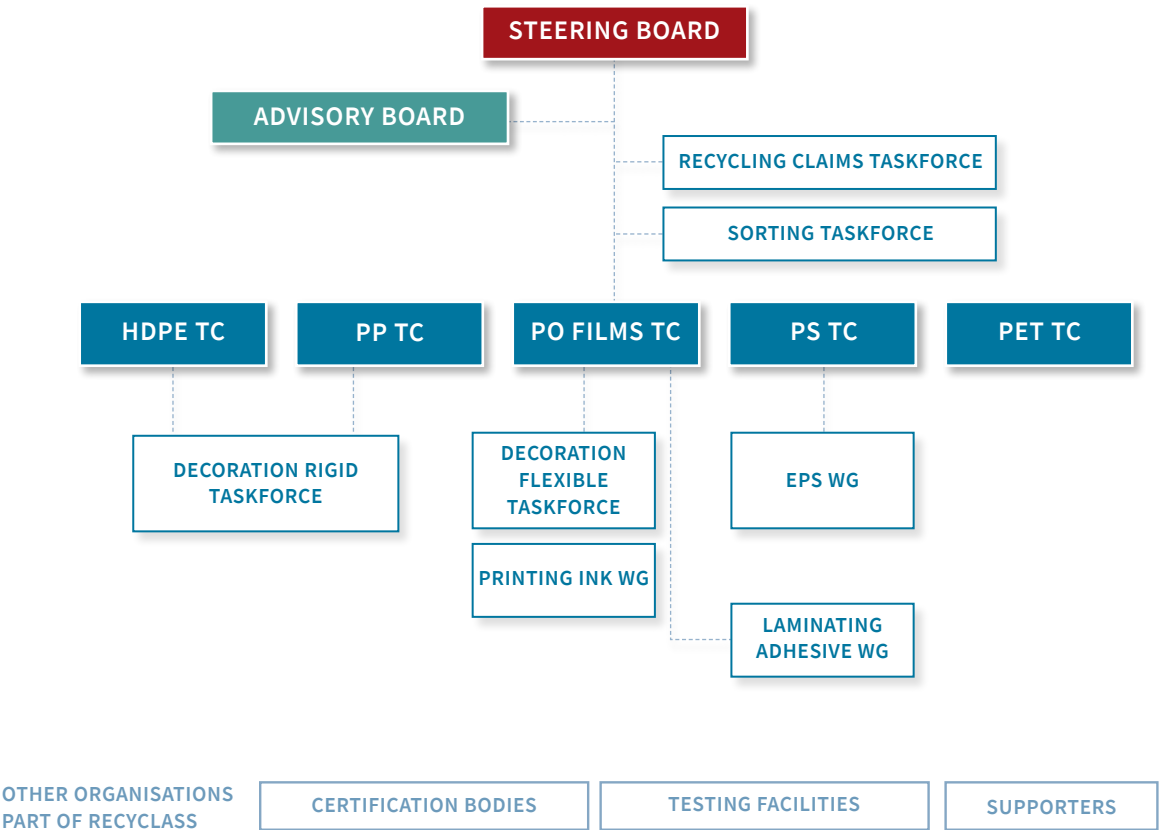 STEERING BOARD
ADVISORY BOARD
RECYCLING CLAIMS TASKFORCE
SORTING TASKFORCE
HDPE TC
PP TC
PO FILMS TC
PS TC
PET TC
DECORATION RIGID
TASKFORCE
DECORATION
FLEXIBLE
TASKFORCE
EPS WG
PRINTING INK WG
LAMINATING
ADHESIVE WG
OTHER ORGANISATIONS
PART OF RECYCLASS
CERTIFICATION BODIES
TESTING FACILITIES
SUPPORTERS